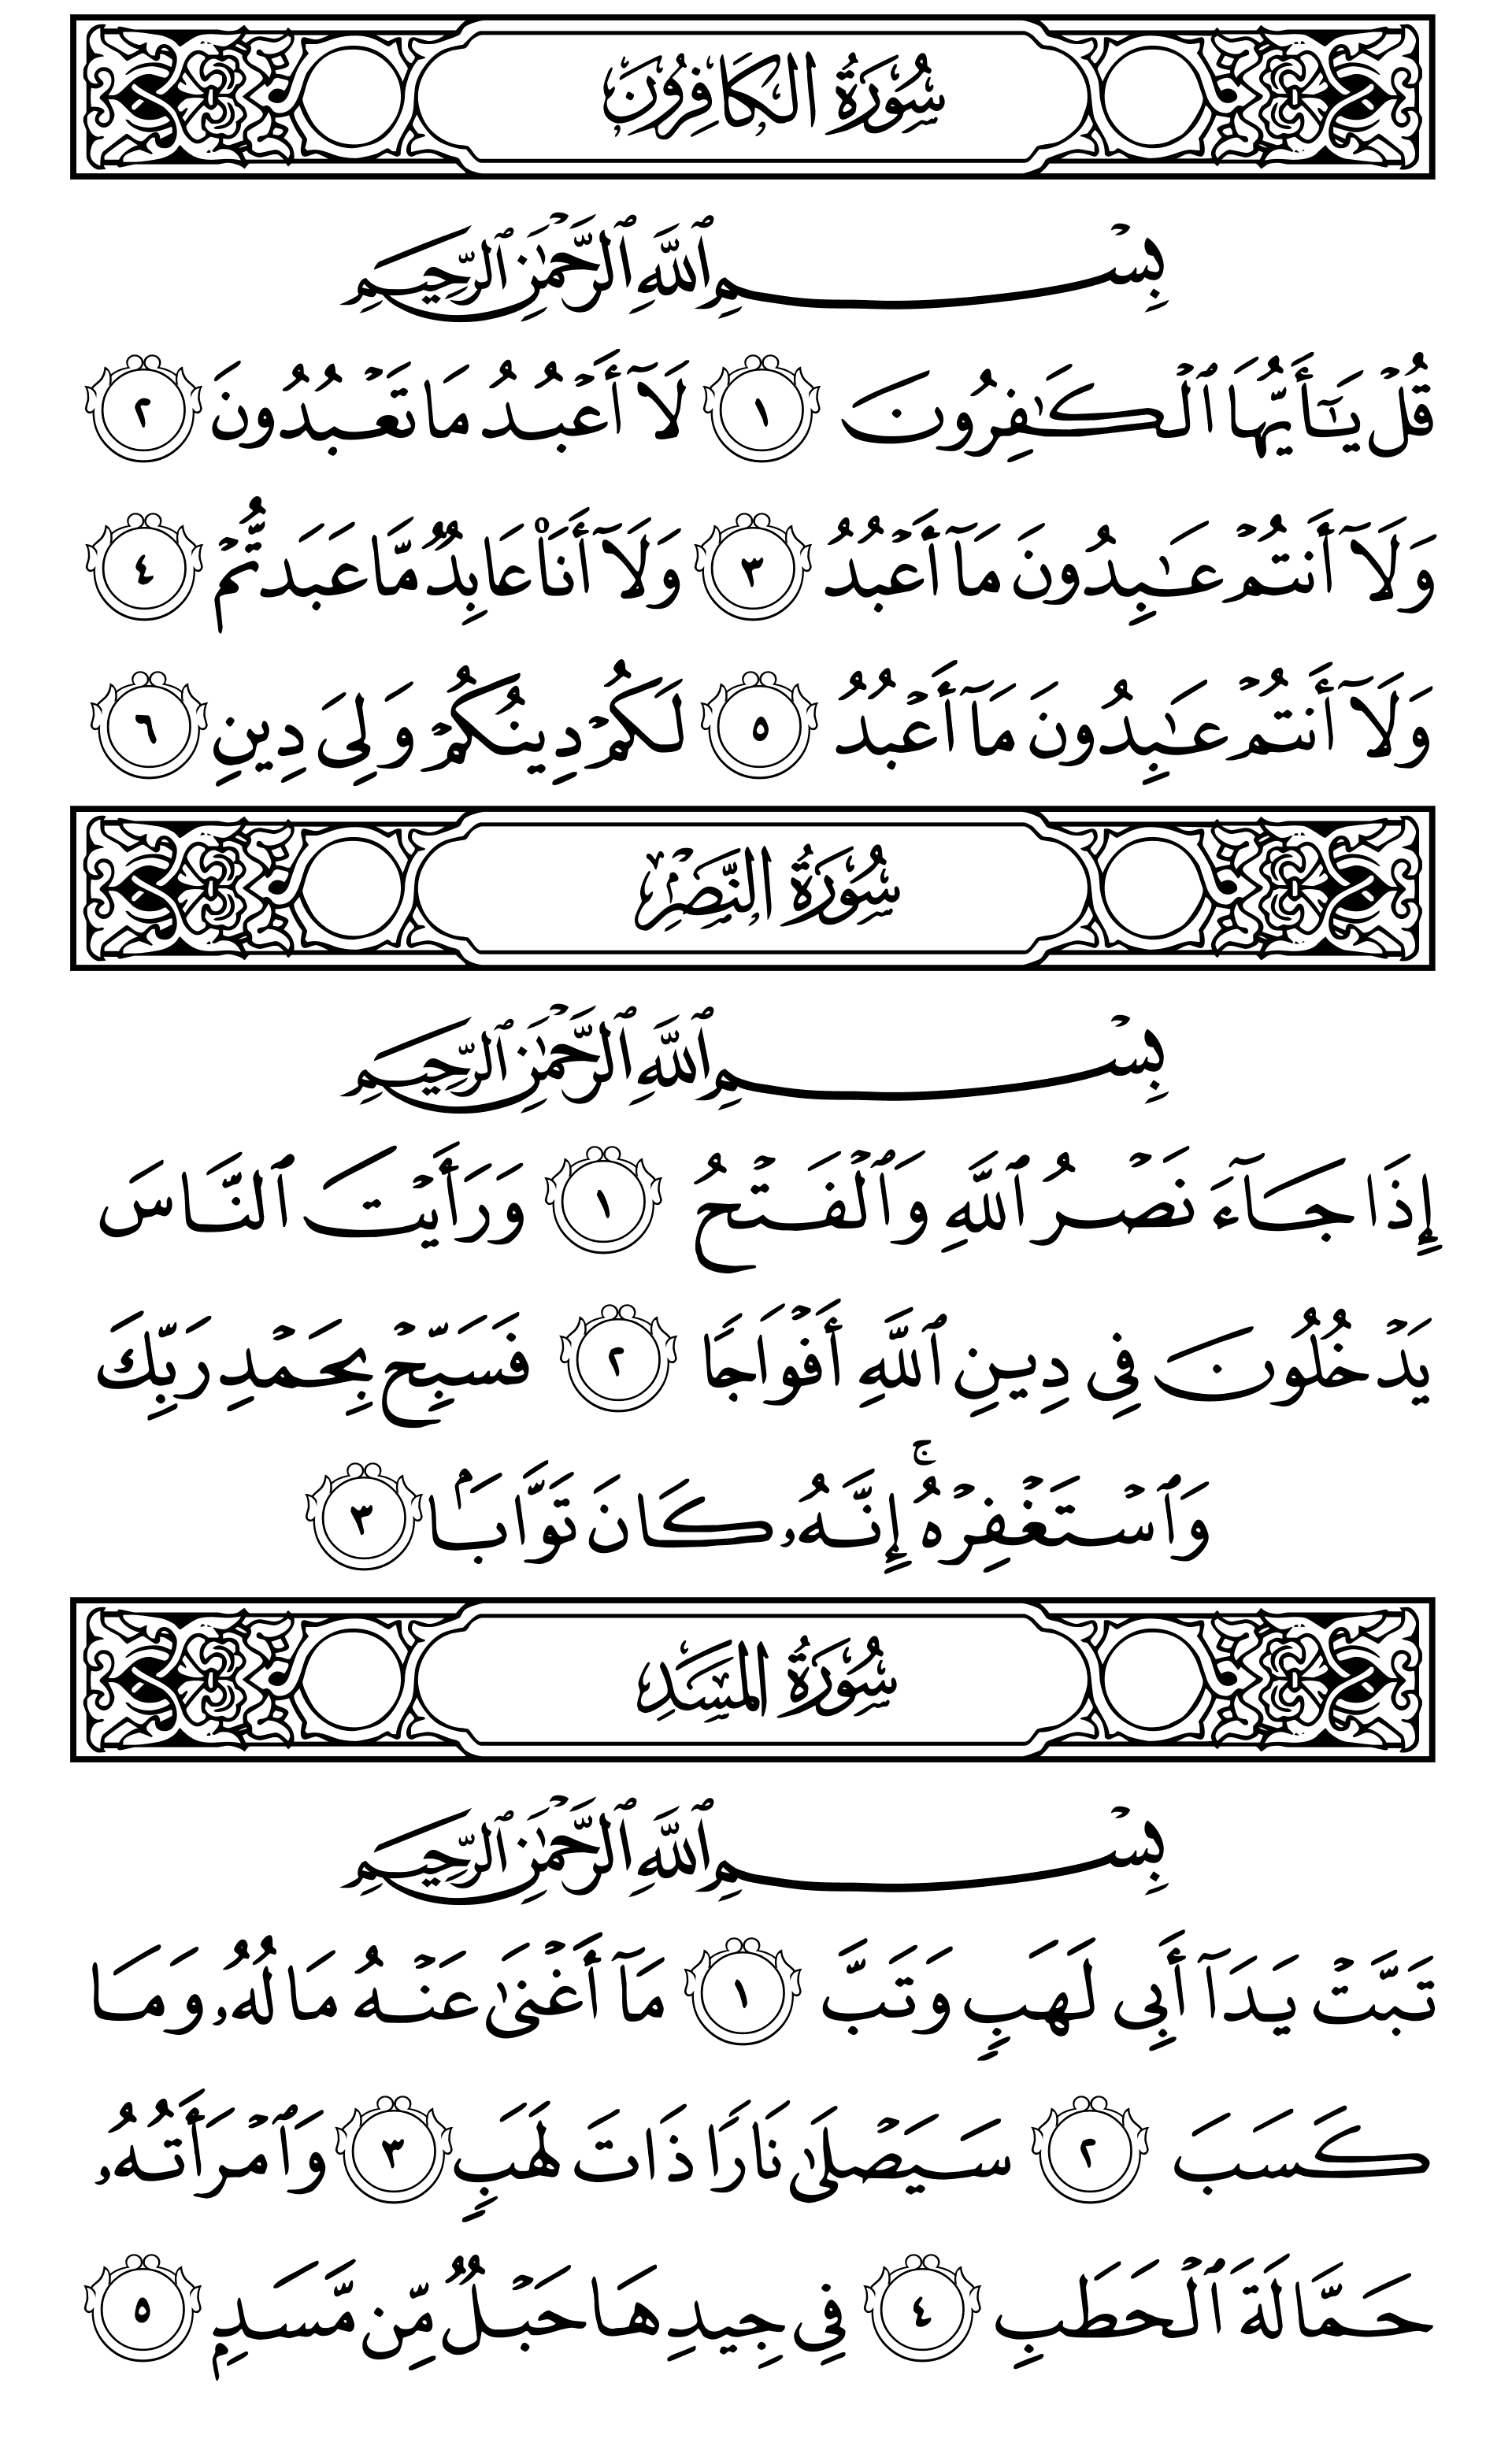 سُورَةُ الكَافِرُونَ
بِسْمِ ٱللَّهِ ٱلرَّحْمَٰنِ ٱلرَّحِيمِ
قُلْ يَٰٓأَيُّهَا ٱلْكَٰفِرُونَ ١ لَآ أَعْبُدُ مَا تَعْبُدُونَ ٢
وَلَآ أَنتُمْ عَٰبِدُونَ مَآ أَعْبُدُ ٣ وَلَآ أَنَا۠ عَابِدٌ مَّا عَبَدتُّمْ ٤
وَلَآ أَنتُمْ عَٰبِدُونَ مَآ أَعْبُدُ ٥ لَكُمْ دِينُكُمْ وَلِىَ دِينِ ٦
سُورَةُ النَّصْرِ
بِسْمِ ٱللَّهِ ٱلرَّحْمَٰنِ ٱلرَّحِيمِ
إِذَا جَآءَ نَصْرُ ٱللَّهِ وَٱلْفَتْحُ ١ وَرَأَيْتَ ٱلنَّاسَ
يَدْخُلُونَ فِى دِينِ ٱللَّهِ أَفْوَاجًا ٢ فَسَبِّحْ بِحَمْدِ رَبِّكَ
وَٱسْتَغْفِرْهُ ۚ إِنَّهُۥ كَانَ تَوَّابًۢا ٣
سُورَةُ المَسَدِ
بِسْمِ ٱللَّهِ ٱلرَّحْمَٰنِ ٱلرَّحِيمِ
تَبَّتْ يَدَآ أَبِى لَهَبٍ وَتَبَّ ١ مَآ أَغْنَىٰ عَنْهُ مَالُهُۥ وَمَا
كَسَبَ ٢ سَيَصْلَىٰ نَارًا ذَاتَ لَهَبٍ ٣ وَٱمْرَأَتُهُۥ
حَمَّالَةَ ٱلْحَطَبِ ٤ فِى جِيدِهَا حَبْلٌ مِّن مَّسَدٍۭ ٥